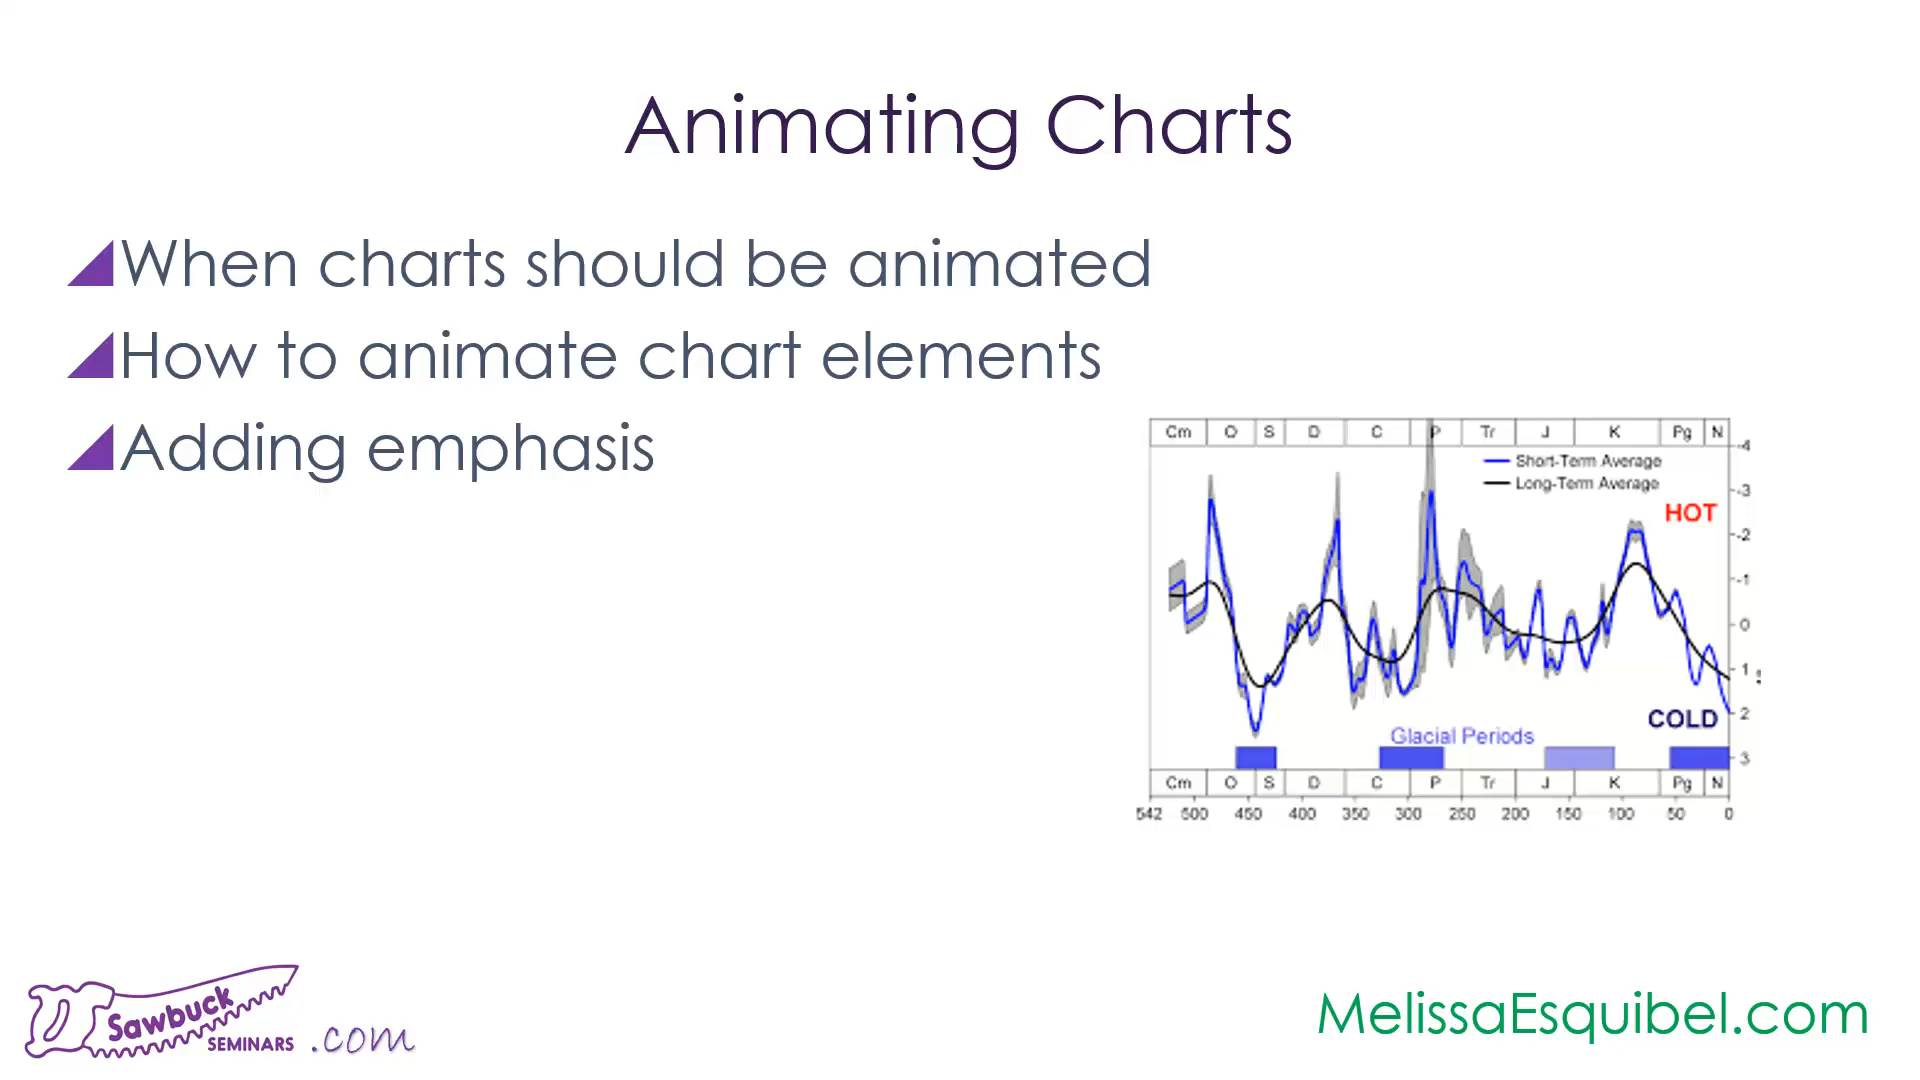 Animating Charts
When charts should be animated
How to animate chart elements
Adding emphasis
Cm O S D C P Tr J K Pg N
Short-Term Average
Long-Term Average
HOT
-4
-3
-2
-1
0
1
2
3
COLD
Glacial Periods
Cm O S D C P Tr J K Pg N
542 500 450 400 350 300 250 200 150 100 50 0
Sawbuck
SEMINARS .com
MelissaEsquibel.com